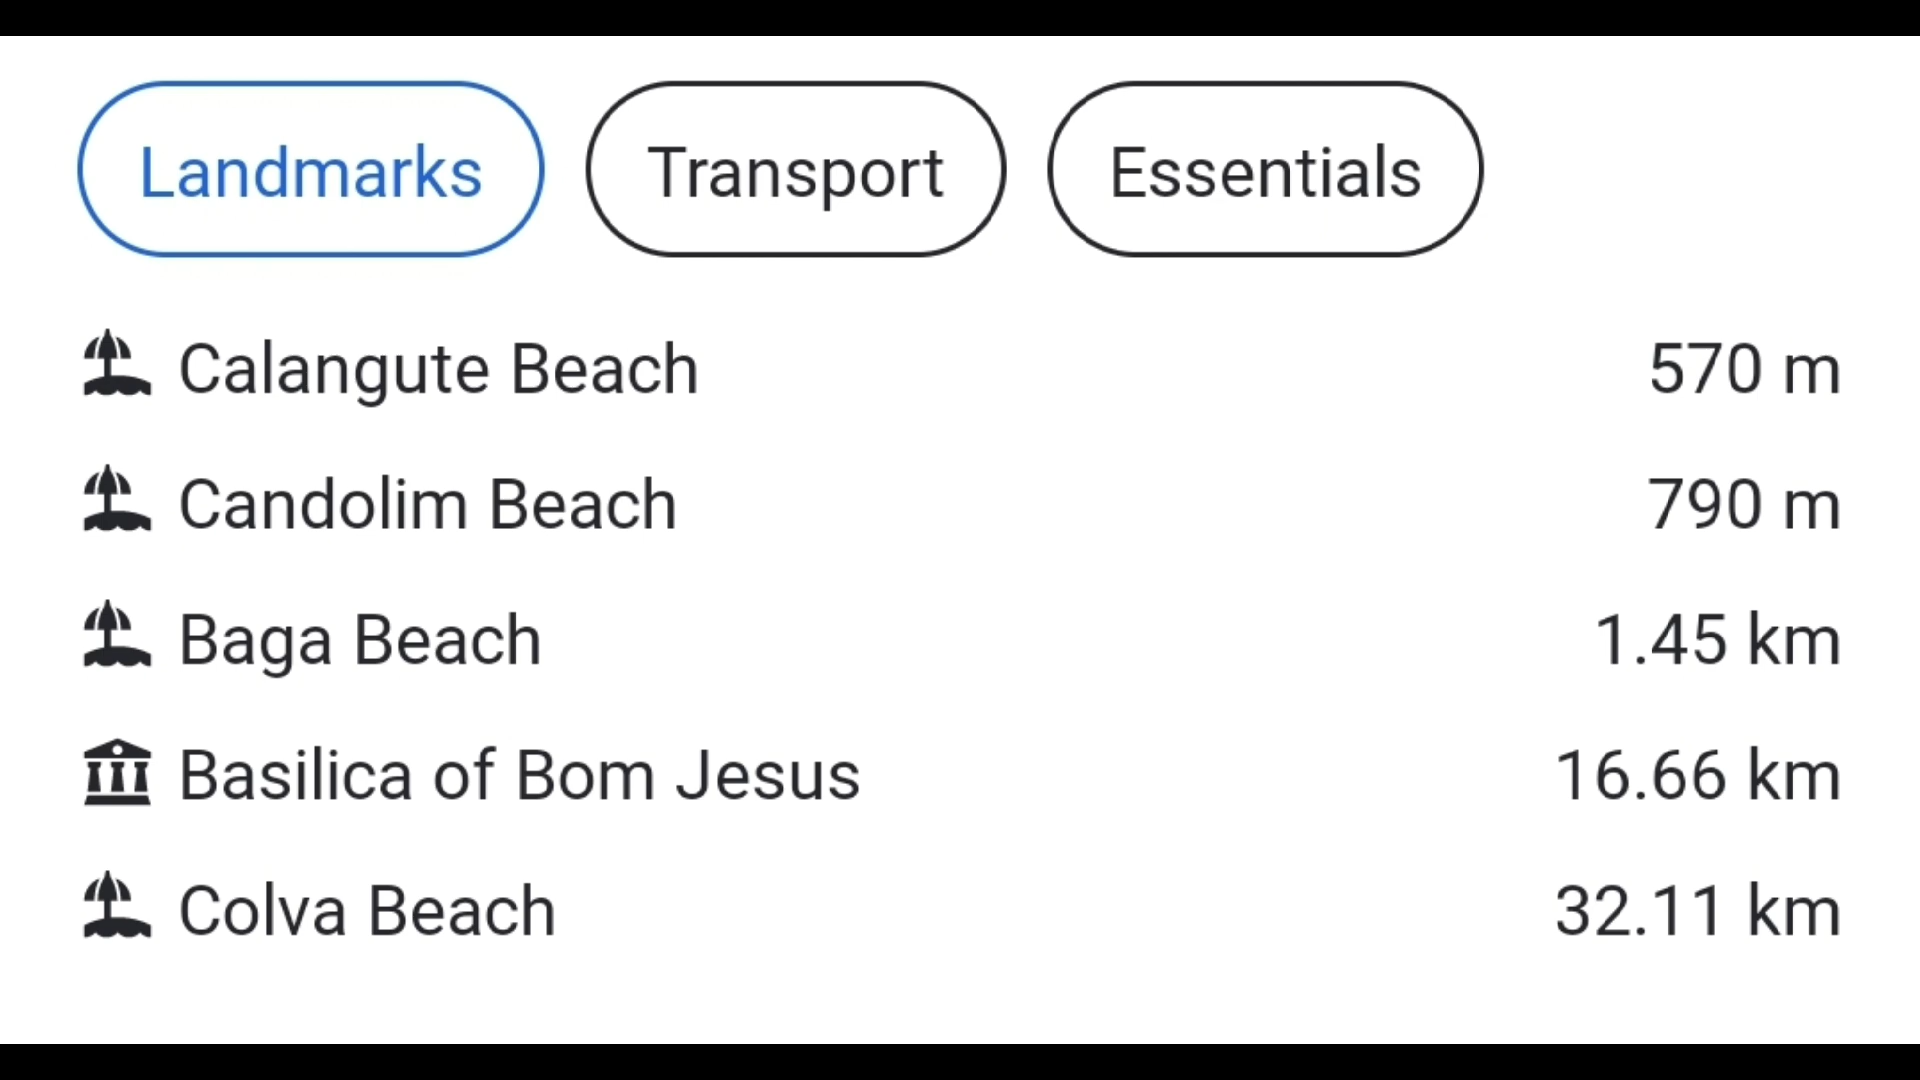 Landmarks Transport Essentials
Calangute Beach 570 m
Candolim Beach 790 m
Baga Beach 1.45 km
Basilica of Bom Jesus 16.66 km
Colva Beach 32.11 km